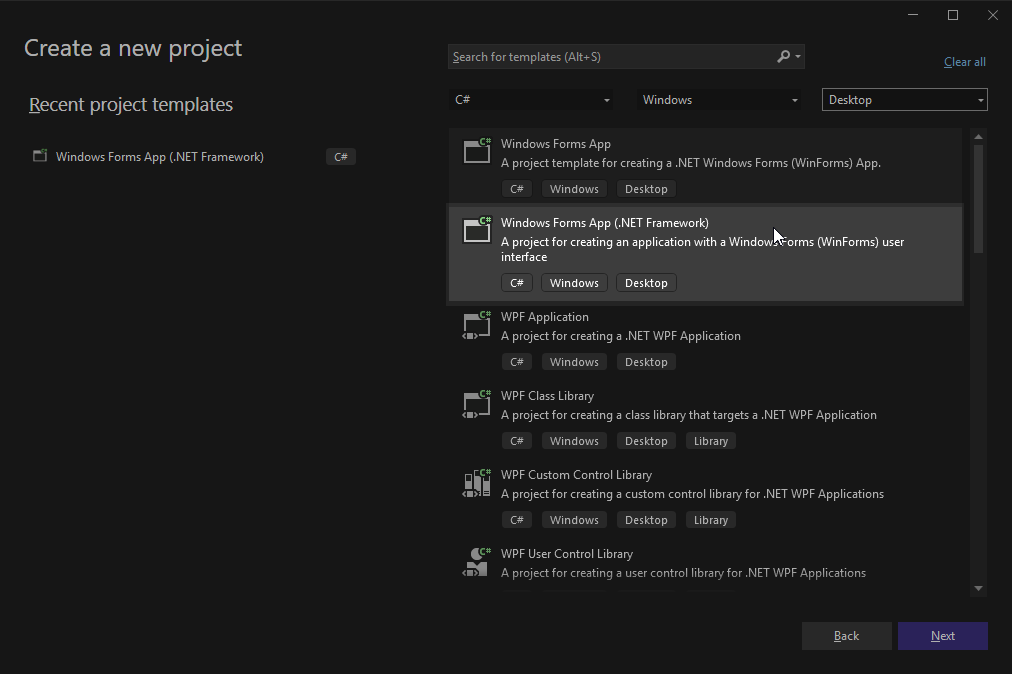 Create a new project
Search for templates (Alt+S)
Clear all
Recent project templates
C#
Windows
Desktop
Windows Forms App (.NET Framework)
C#
C#
Windows Forms App
A project template for creating a .NET Windows Forms (WinForms) App.
C# Windows Desktop
C#
Windows Forms App (.NET Framework)
A project for creating an application with a Windows Forms (WinForms) user
interface
C# Windows Desktop
C#
WPF Application
A project for creating a .NET WPF Application
C# Windows Desktop
C#
WPF Class Library
A project for creating a class library that targets a .NET WPF Application
C# Windows Desktop Library
C#
WPF Custom Control Library
A project for creating a custom control library for .NET WPF Applications
C# Windows Desktop Library
C#
WPF User Control Library
A project for creating a user control library for .NET WPF Applications
Back
Next